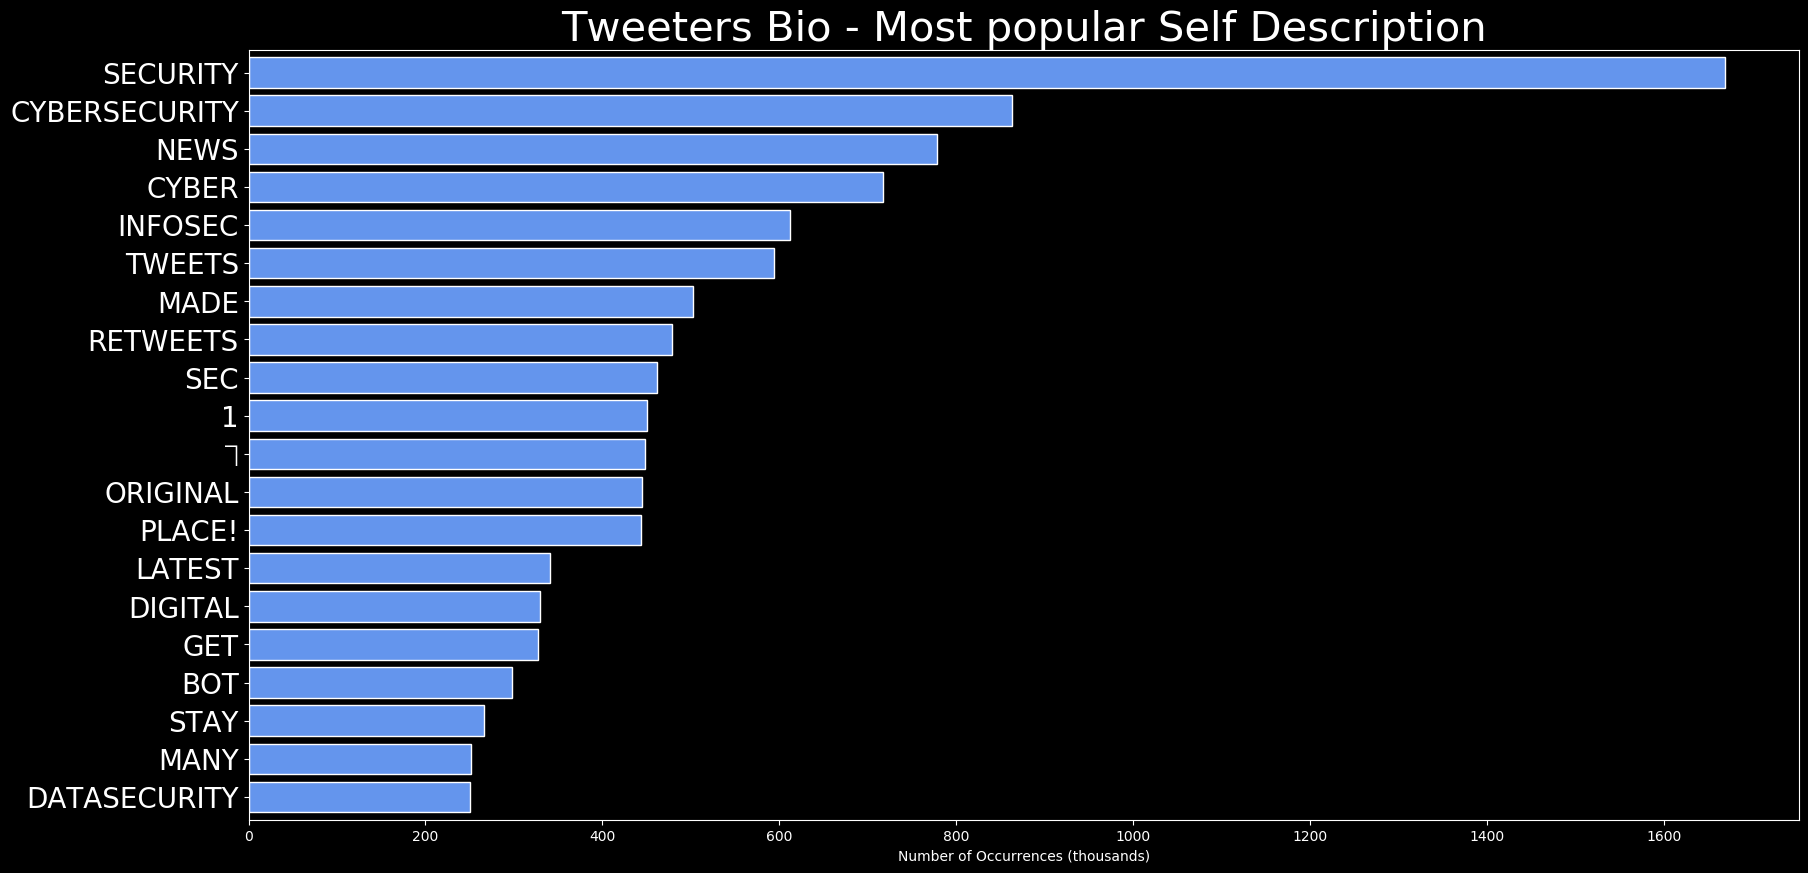 Tweeters Bio - Most popular Self Description
SECURITY
CYBERSECURITY
NEWS
CYBER
INFOSEC
TWEETS
MADE
RETWEETS
SEC
1
ORIGINAL
PLACE!
LATEST
DIGITAL
GET
BOT
STAY
MANY
DATASECURITY
0 200 400 600 800 1000 1200 1400 1600
Number of Occurrences (thousands)